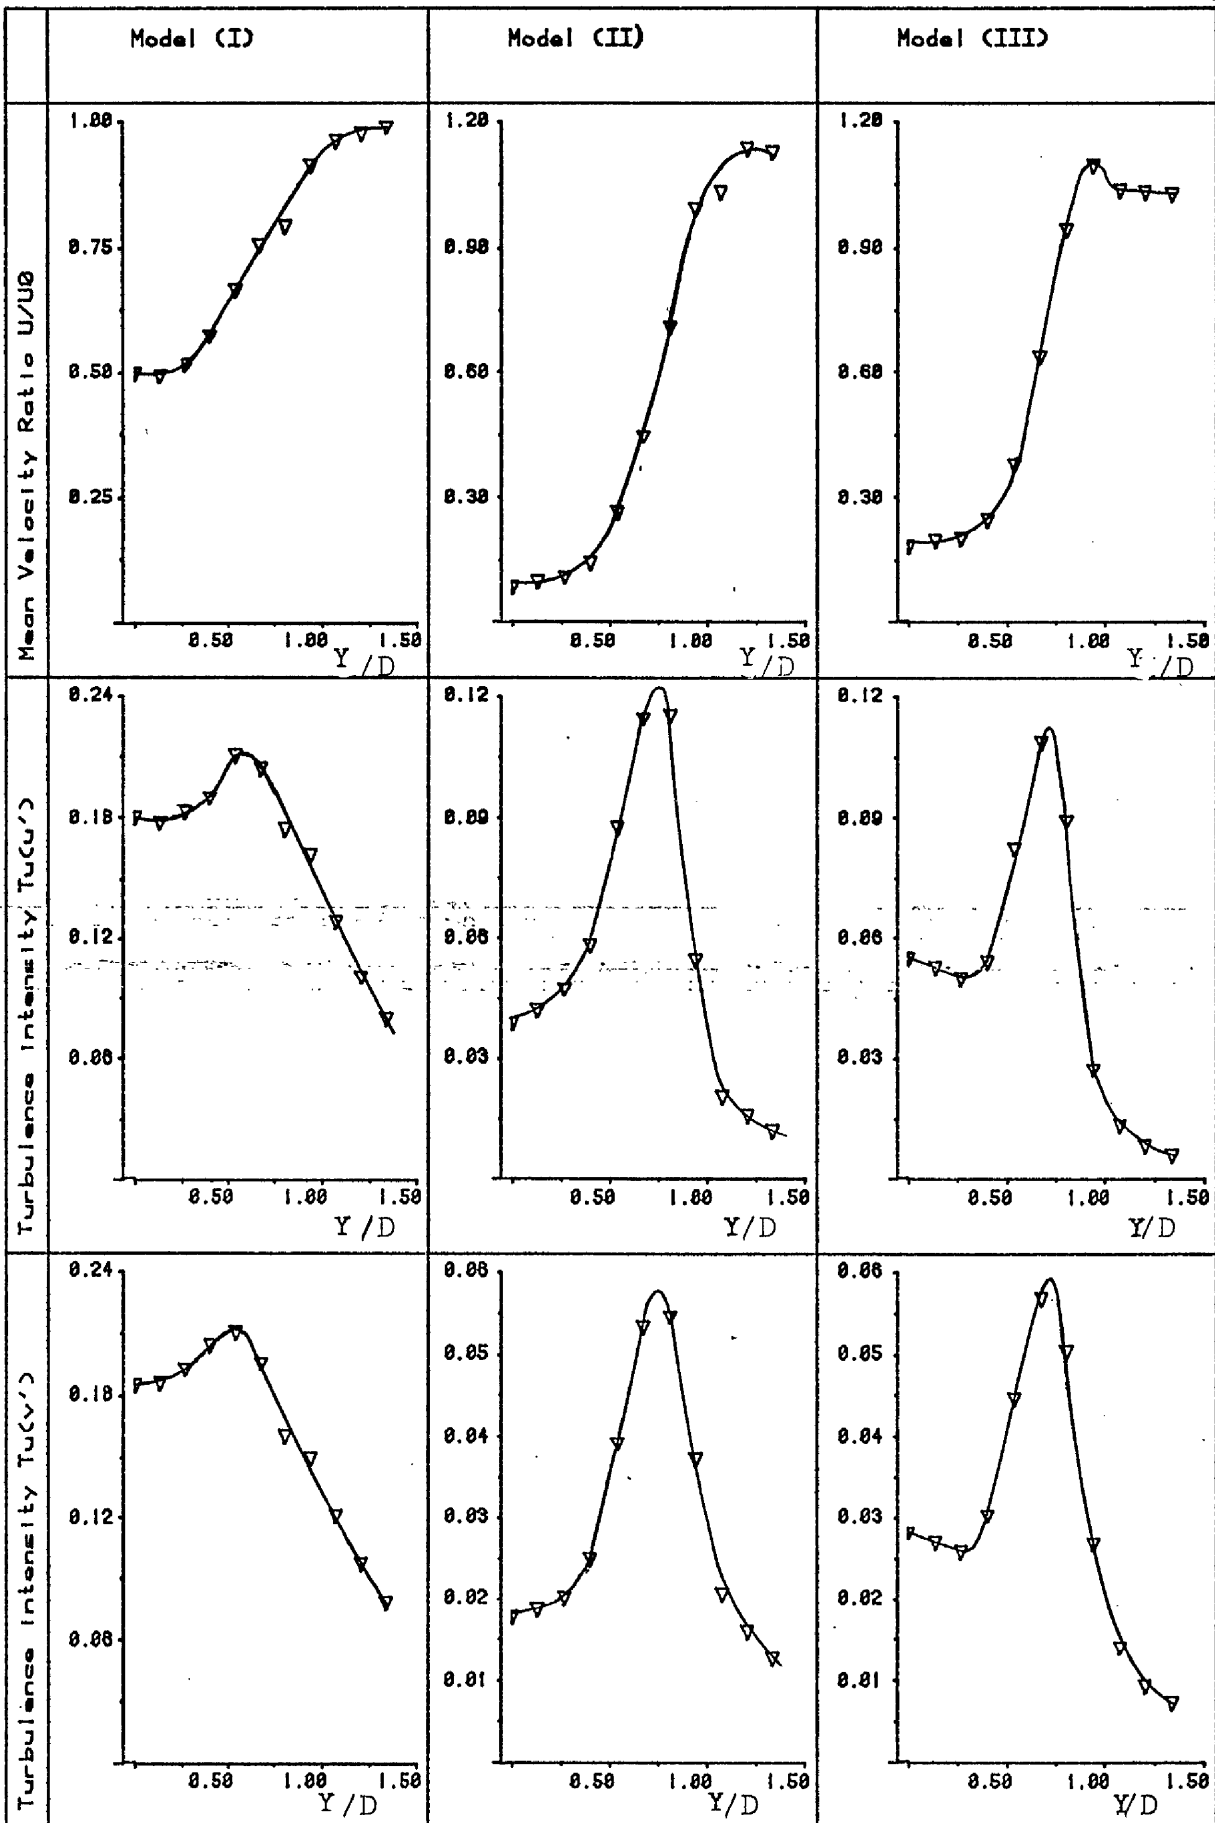 Model (I)
Model (II)
Model (III)
Mean Velocity Ratio U/U0
1.00
0.75
0.50
0.25
0.50 1.00 1.50
Y/D
1.20
0.90
0.60
0.30
0.50 1.00 1.50
Y/D
1.20
0.90
0.60
0.30
0.50 1.00 1.50
Y/D
Turbulence Intensity Tu(u')
0.24
0.18
0.12
0.06
0.50 1.00 1.50
Y/D
0.12
0.09
0.06
0.03
0.50 1.00 1.50
Y/D
0.12
0.09
0.06
0.03
0.50 1.00 1.50
Y/D
Turbulence Intensity Tu(v')
0.24
0.18
0.12
0.06
0.50 1.00 1.50
Y/D
0.06
0.05
0.04
0.03
0.02
0.01
0.50 1.00 1.50
Y/D
0.06
0.05
0.04
0.03
0.02
0.01
0.50 1.00 1.50
Y/D